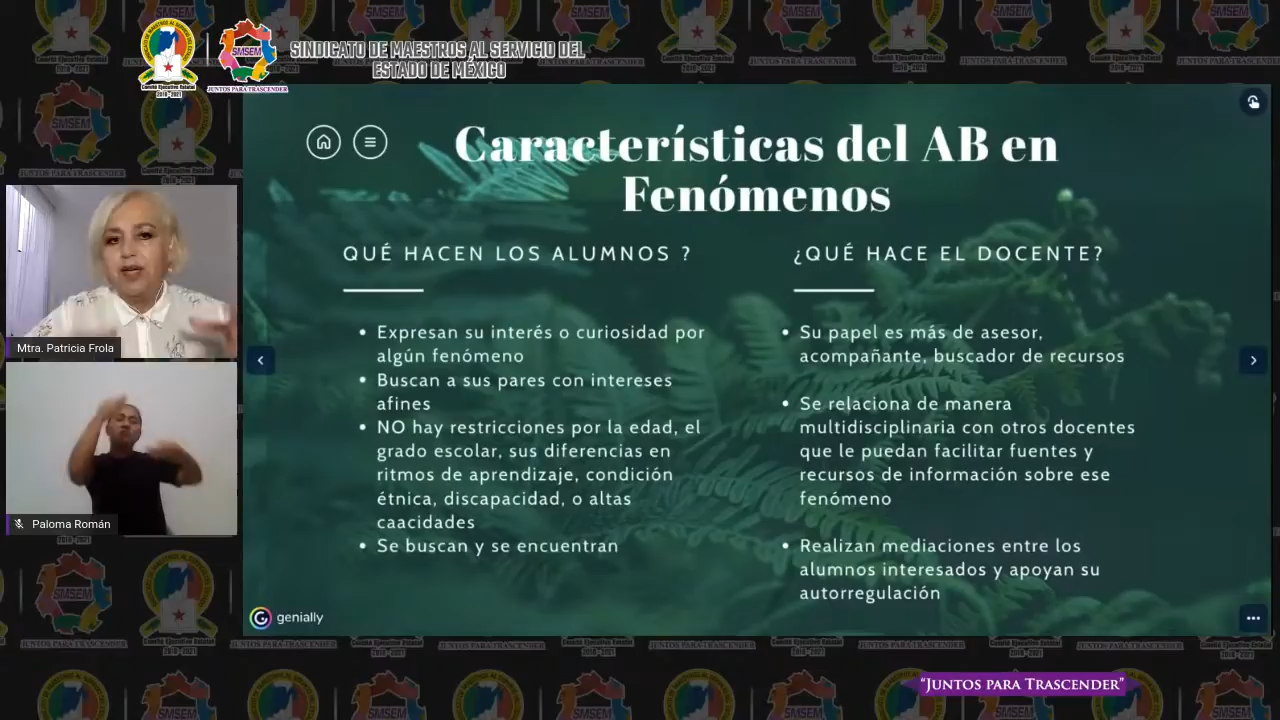 SINDICATO DE MAESTROS AL SERVICIO DEL
ESTADO DE MÉXICO
SMSEM
Comité Ejecutivo Estatal
2018 - 2021
JUNTOS PARA TRASCENDER
Características del AB en
Fenómenos
QUÉ HACEN LOS ALUMNOS ?
Expresan su interés o curiosidad por
algún fenómeno
Buscan a sus pares con intereses
afines
NO hay restricciones por la edad, el
grado escolar, sus diferencias en
ritmos de aprendizaje, condición
étnica, discapacidad, o altas
caacidades
Se buscan y se encuentran
¿QUÉ HACE EL DOCENTE?
Su papel es más de asesor,
acompañante, buscador de recursos
Se relaciona de manera
multidisciplinaria con otros docentes
que le puedan facilitar fuentes y
recursos de información sobre ese
fenómeno
Realizan mediaciones entre los
alumnos interesados y apoyan su
autorregulación
Mtra. Patricia Frola
Paloma Román
genially
"JUNTOS PARA TRASCENDER"